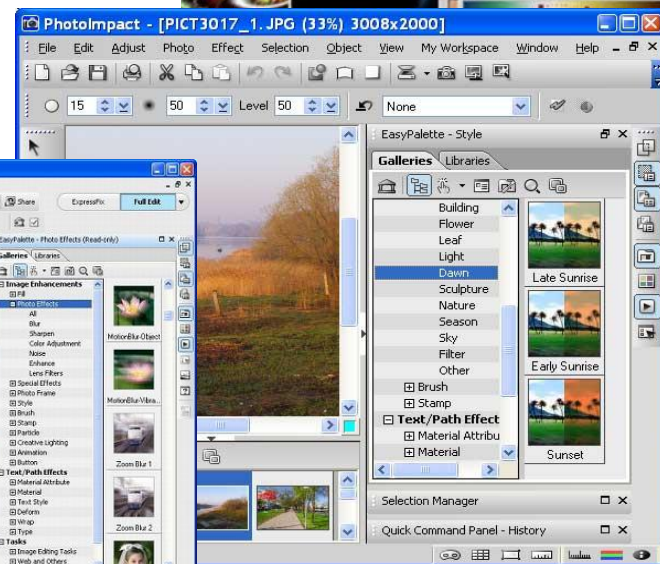 PhotoImpact - [PICT3017_1.JPG (33%) 3008x2000]
File Edit Adjust Photo Effect Selection Object View My Workspace Window Help
15 50 Level 50 None
EasyPalette - Style
Galleries Libraries
Building
Flower
Leaf
Light
Dawn
Sculpture
Nature
Season
Sky
Filter
Other
Brush
Stamp
Text/Path Effect
Material Attribu
Material
Late Sunrise
Early Sunrise
Sunset
Selection Manager
Quick Command Panel - History
Share ExpressFix Full Edit
EasyPalette - Photo Effects (Read-only)
Galleries Libraries
Image Enhancements
Fill
Photo Effects
All
Blur
Sharpen
Color Adjustment
Noise
Enhance
Lens Filters
Special Effects
Photo Frame
Style
Brush
Stamp
Particle
Creative Lighting
Animation
Button
Text/Path Effects
Material Attribute
Material
Text Style
Deform
Wrap
Type
Tasks
Image Editing Tasks
Web and Others
MotionBlur-Object
MotionBlur-Vibra...
Zoom Blur 1
Zoom Blur 2